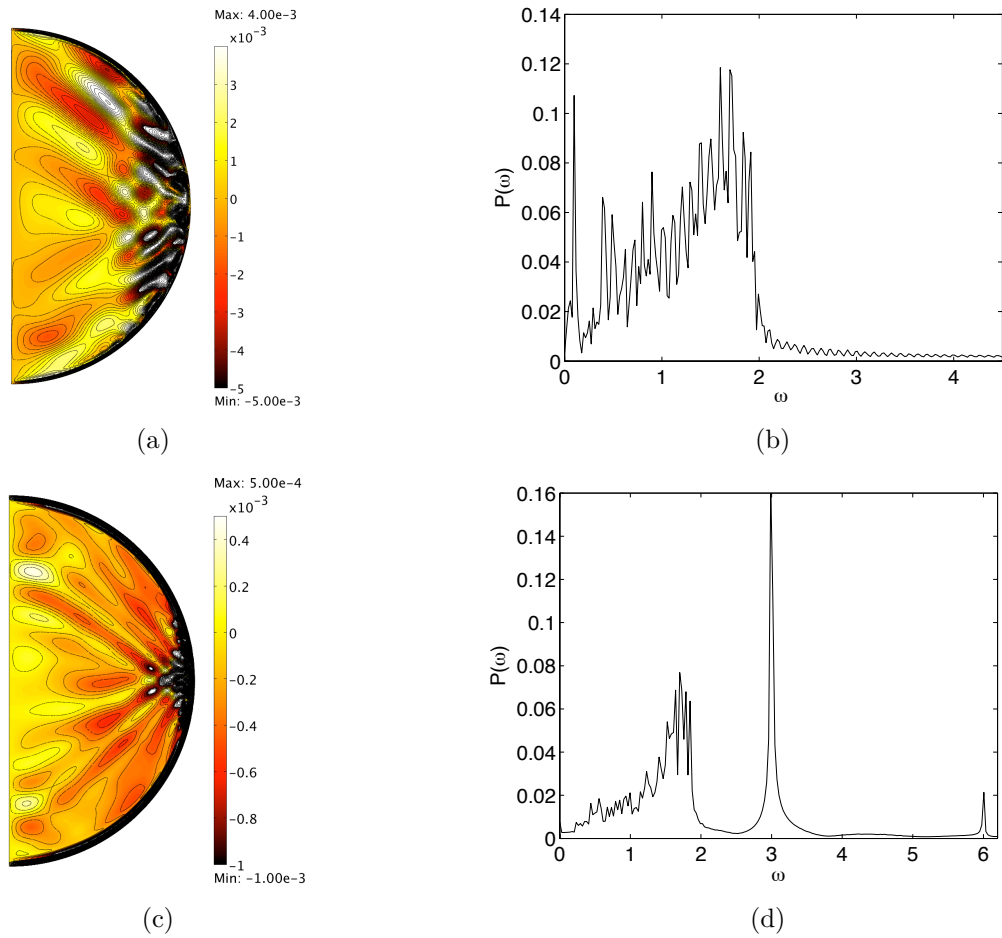 Max: 4.00e-3
x10⁻³
3
2
1
0
-1
-2
-3
-4
-5
Min: -5.00e-3
(a)
0.14
0.12
0.1
0.08
0.06
0.04
0.02
0
P(ω)
0 1 2 3 4
ω
(b)
Max: 5.00e-4
x10⁻³
0.4
0.2
0
-0.2
-0.4
-0.6
-0.8
-1
Min: -1.00e-3
(c)
0.16
0.14
0.12
0.1
0.08
0.06
0.04
0.02
0
P(ω)
0 1 2 3 4 5 6
ω
(d)